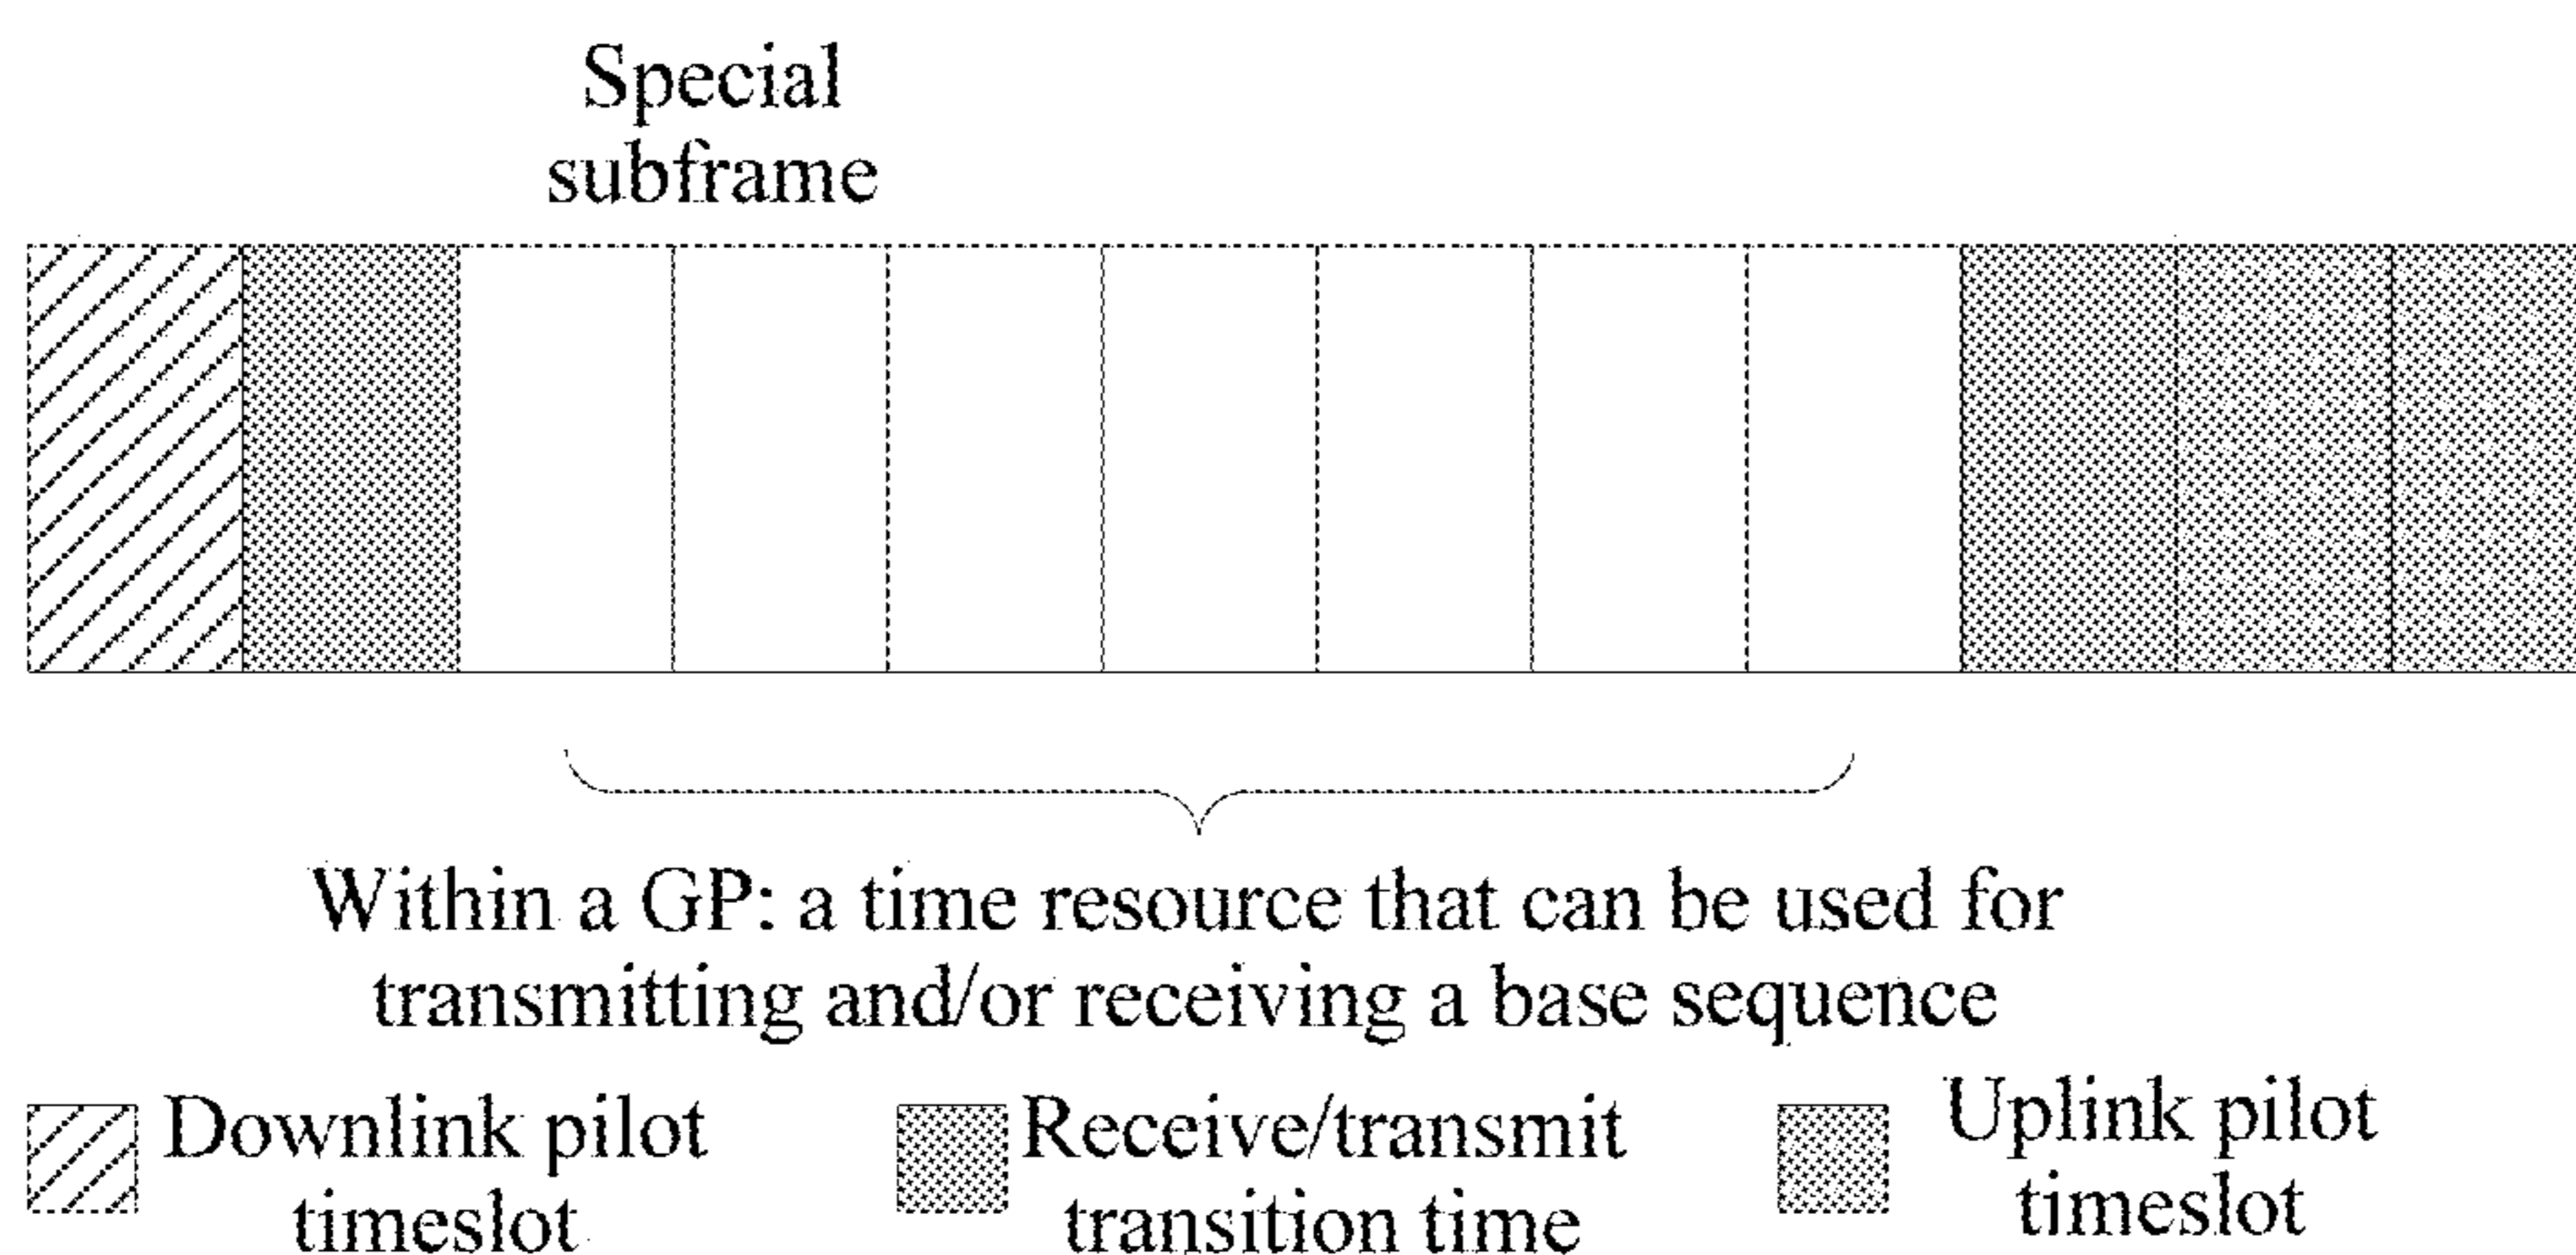 Special
subframe
Within a GP: a time resource that can be used for
transmitting and/or receiving a base sequence
Downlink pilot
timeslot
Receive/transmit
transition time
Uplink pilot
timeslot